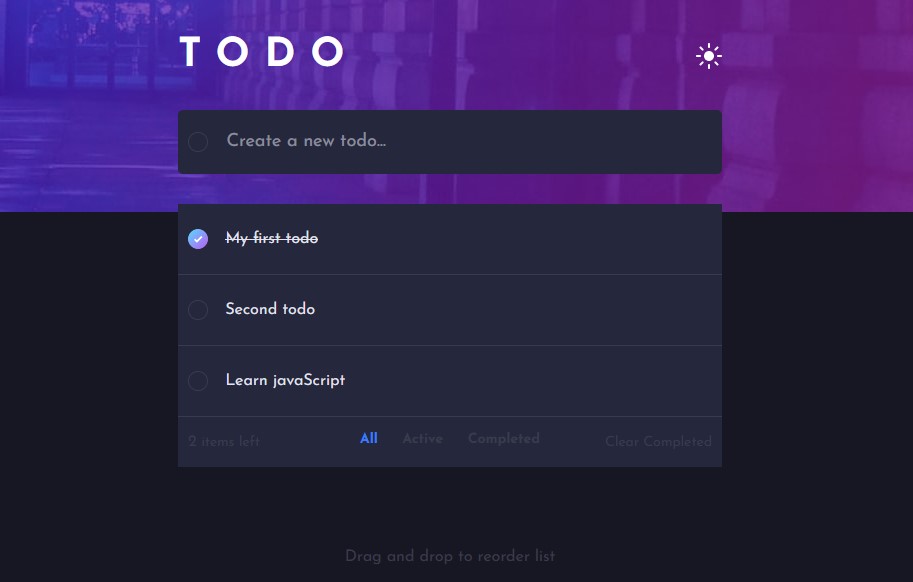 TODO
Create a new todo...
My first todo
Second todo
Learn javaScript
2 items left All Active Completed Clear Completed
Drag and drop to reorder list